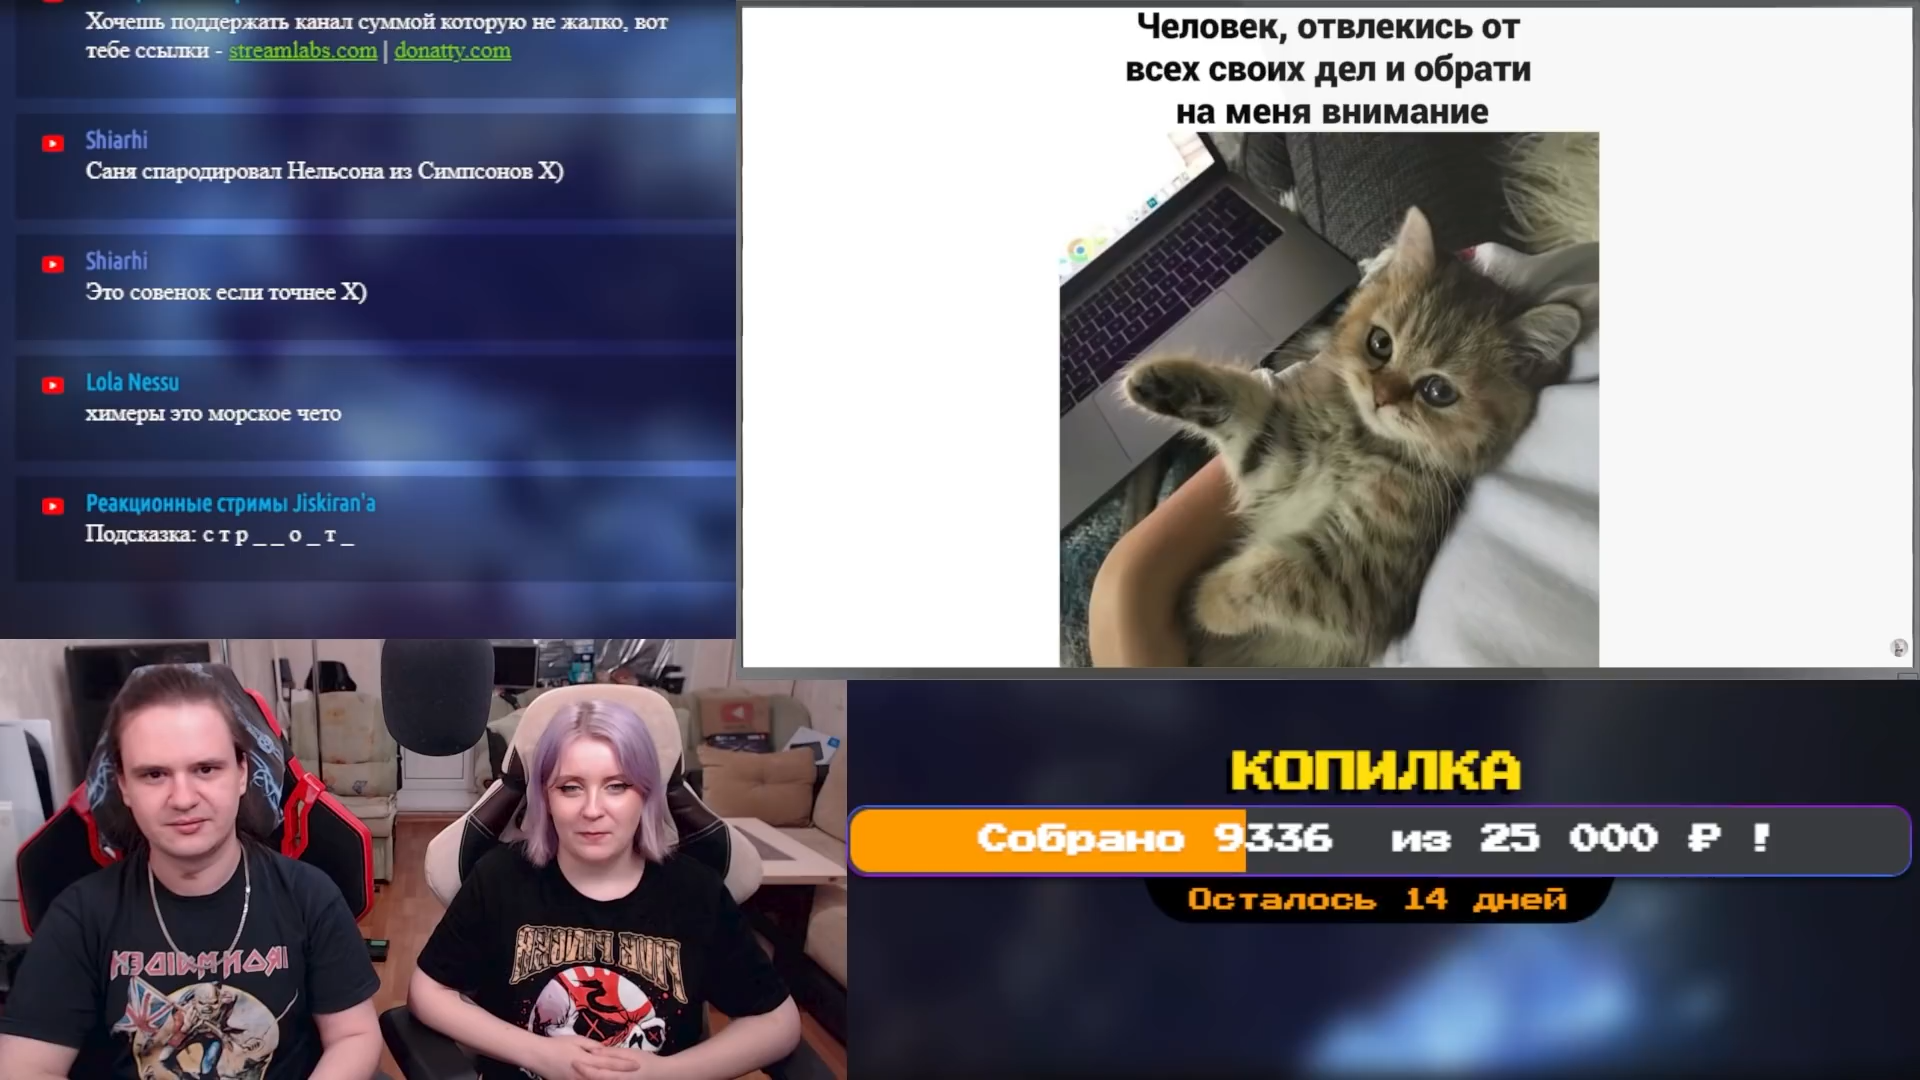 Хочешь поддержать канал суммой которую не жалко, вот
тебе ссылки - streamlabs.com | donatty.com
Shiarhi
Саня спародировал Нельсона из Симпсонов Х)
Shiarhi
Это совенок если точнее Х)
Lola Nessu
химеры это морское чето
Реакционные стримы Jiskiran'а
Подсказка: с т р _ _ о _ т _
Человек, отвлекись от
всех своих дел и обрати
на меня внимание
КОПИЛКА
Собрано 9336 из 25 000 ₽ !
Осталось 14 дней